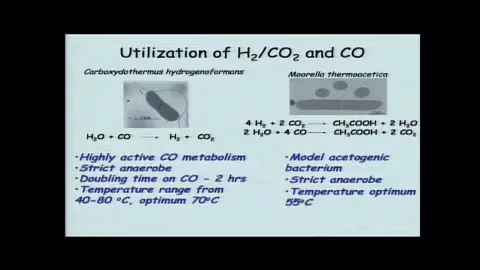 Utilization of H₂/CO₂ and CO
Carboxydothermus hydrogenoformans
H₂O + CO → H₂ + CO₂
• Highly active CO metabolism
• Strict anaerobe
• Doubling time on CO - 2 hrs
• Temperature range from
40-80 °C, optimum 70°C
Moorella thermoacetica
4 H₂ + 2 CO₂ → CH₃COOH + 2 H₂O
2 H₂O + 4 CO → CH₃COOH + 2 CO₂
• Model acetogenic
bacterium
• Strict anaerobe
• Temperature optimum
55°C